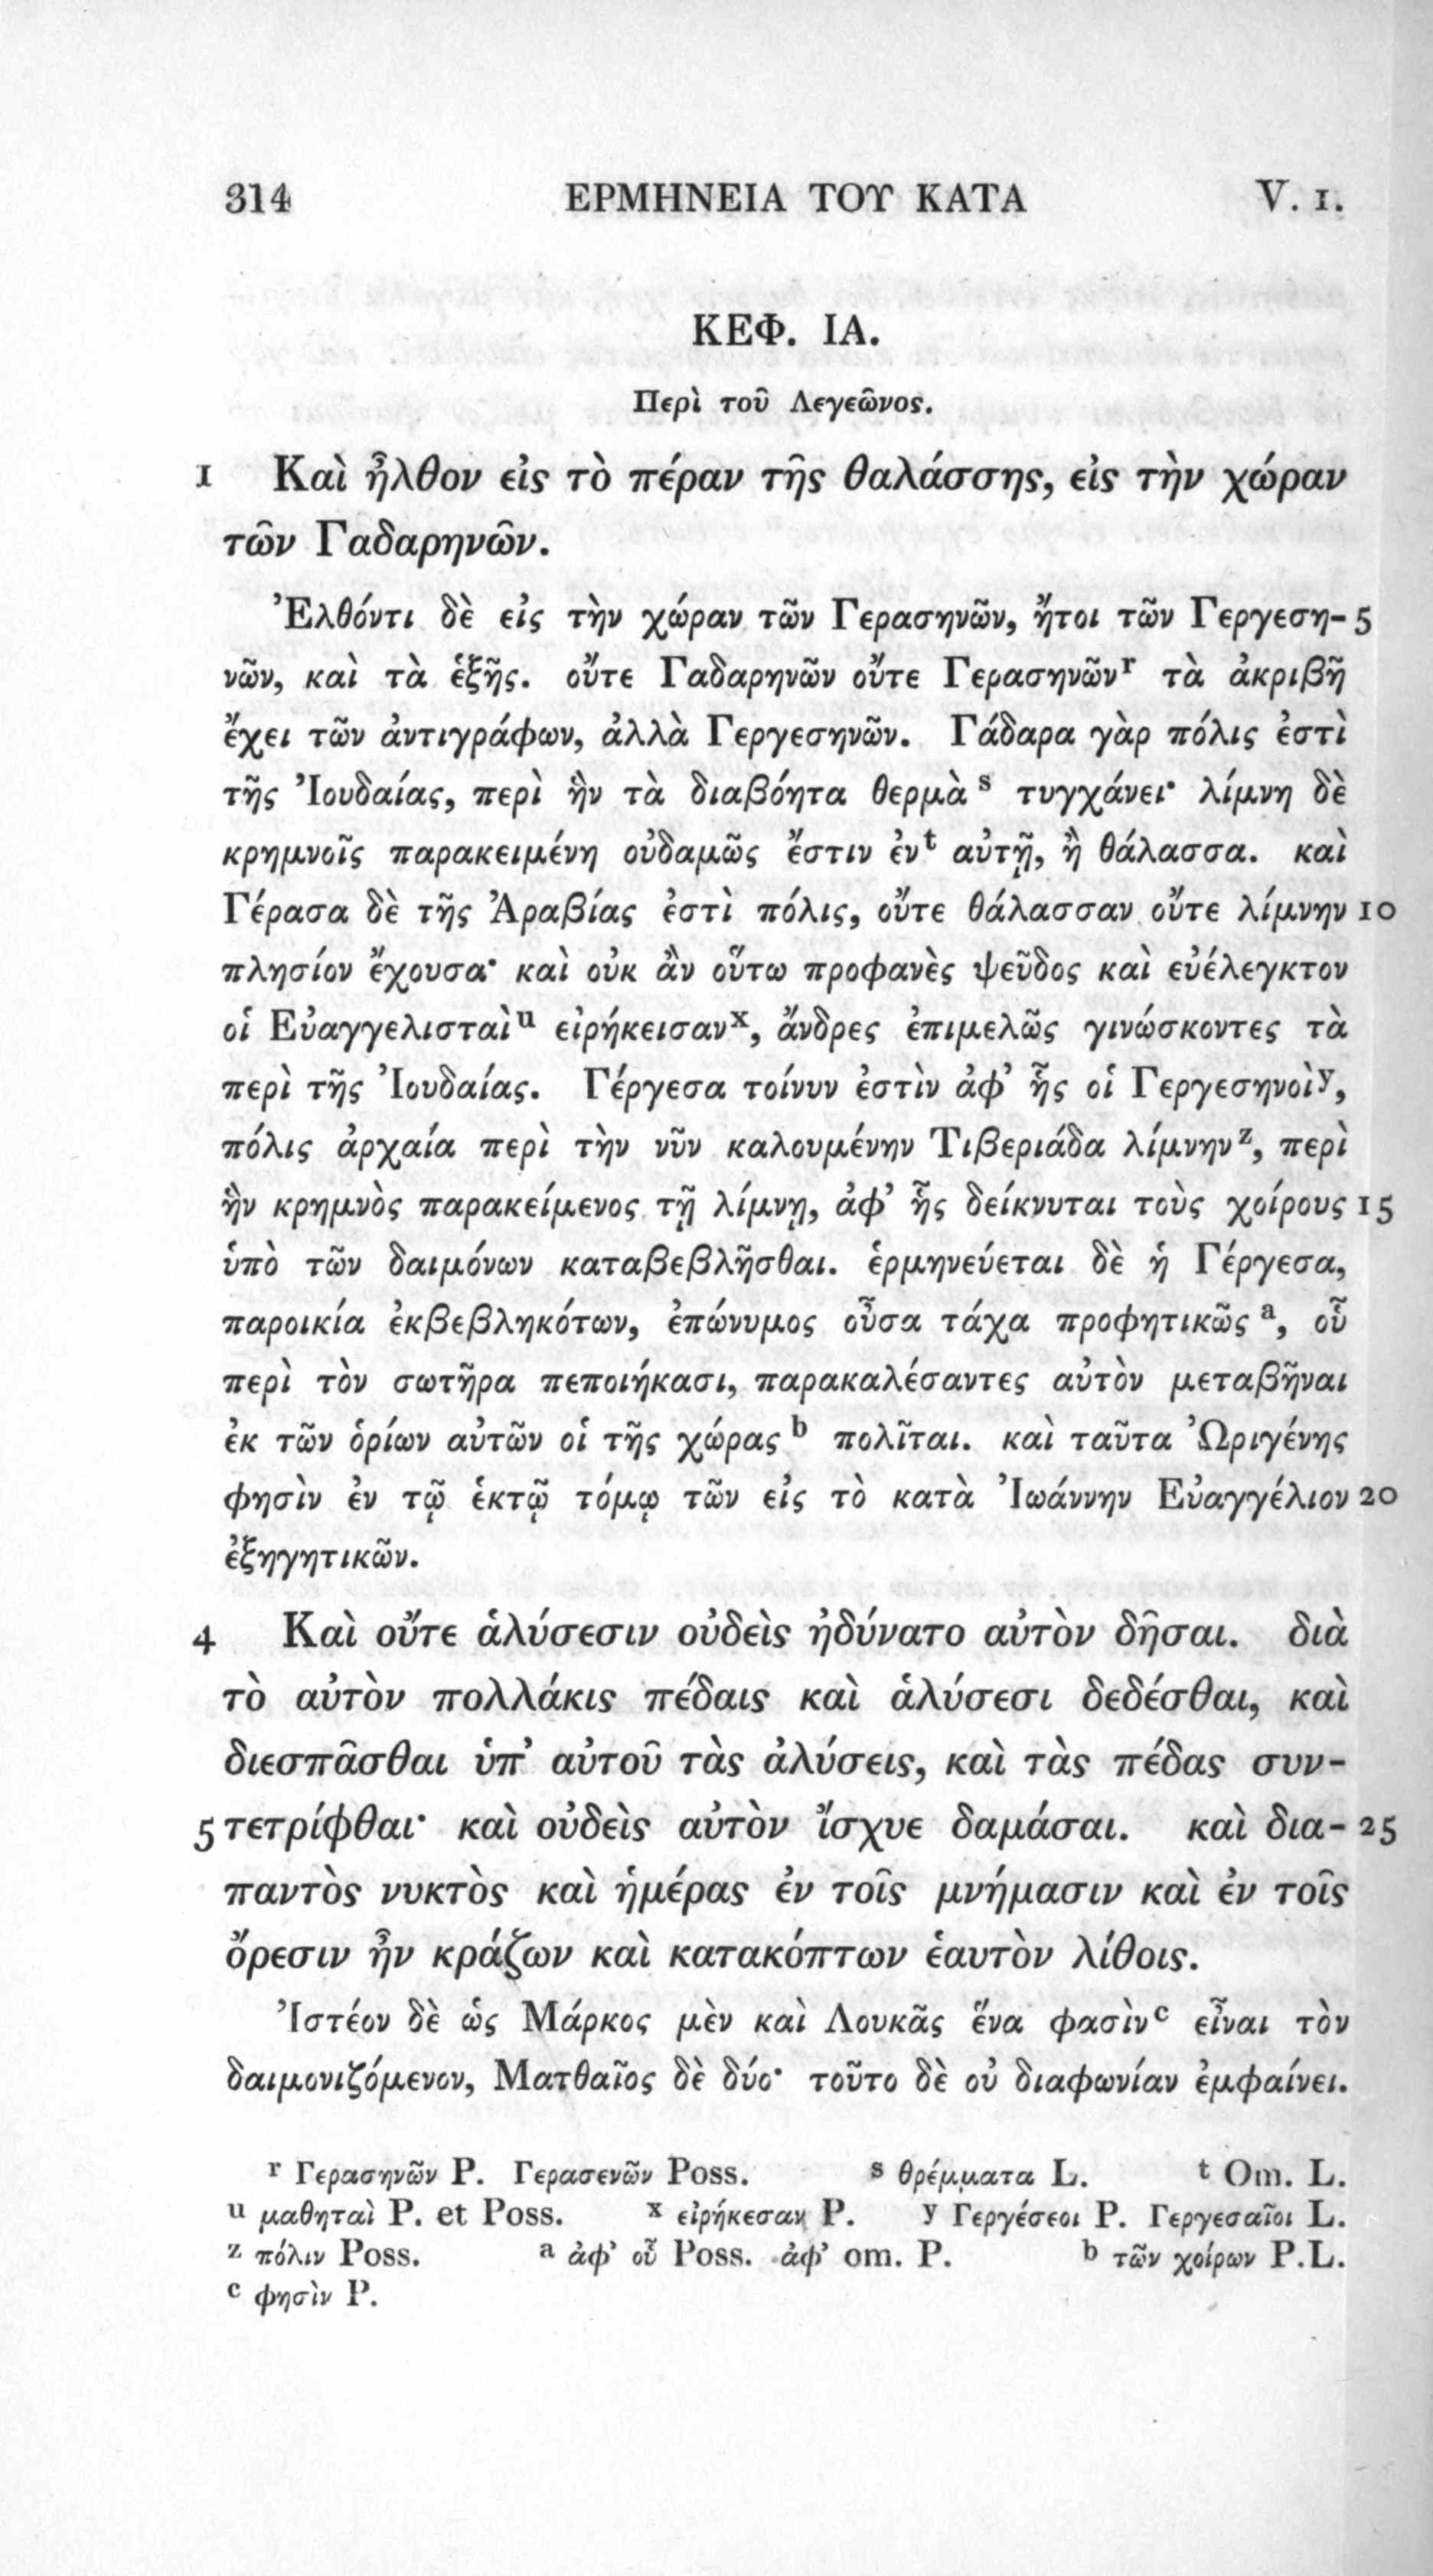 314 ΕΡΜΗΝΕΙΑ ΤΟΥ ΚΑΤΑ V. 1.
ΚΕΦ. ΙΑ.
Περὶ τοῦ Λεγεῶνος.
1 Καὶ ἦλθον εἰς τὸ πέραν τῆς θαλάσσης, εἰς τὴν χώραν
τῶν Γαδαρηνῶν.
Ἐλθόντι δὲ εἰς τὴν χώραν τῶν Γερασηνῶν, ἤτοι τῶν Γεργεση- 5
νῶν, καὶ τὰ ἑξῆς. οὔτε Γαδαρηνῶν οὔτε Γερασηνῶν r τὰ ἀκριβῆ
ἔχει τῶν ἀντιγράφων, ἀλλὰ Γεργεσηνῶν. Γάδαρα γὰρ πόλις ἐστὶ
τῆς Ἰουδαίας, περὶ ἣν τὰ διαβόητα θερμὰ s τυγχάνει· λίμνη δὲ
κρημνοῖς παρακειμένη οὐδαμῶς ἔστιν ἐν t αὐτῇ, ἢ θάλασσα. καὶ
Γέρασα δὲ τῆς Ἀραβίας ἐστὶ πόλις, οὔτε θάλασσαν οὔτε λίμνην 10
πλησίον ἔχουσα· καὶ οὐκ ἂν οὕτω προφανὲς ψεῦδος καὶ εὐέλεγκτον
οἱ Εὐαγγελισταὶ u εἰρήκεισαν x, ἄνδρες ἐπιμελῶς γινώσκοντες τὰ
περὶ τῆς Ἰουδαίας. Γέργεσα τοίνυν ἐστὶν ἀφ’ ἧς οἱ Γεργεσηνοὶ y,
πόλις ἀρχαία περὶ τὴν νῦν καλουμένην Τιβεριάδα λίμνην z, περὶ
ἣν κρημνὸς παρακείμενος τῇ λίμνῃ, ἀφ’ ἧς δείκνυται τοὺς χοίρους 15
ὑπὸ τῶν δαιμόνων καταβεβλῆσθαι. ἑρμηνεύεται δὲ ἡ Γέργεσα,
παροικία ἐκβεβληκότων, ἐπώνυμος οὖσα τάχα προφητικῶς a, οὗ
περὶ τὸν σωτῆρα πεποιήκασι, παρακαλέσαντες αὐτὸν μεταβῆναι
ἐκ τῶν ὁρίων αὐτῶν οἱ τῆς χώρας b πολῖται. καὶ ταῦτα Ὠριγένης
φησὶν ἐν τῷ ἑκτῷ τόμῳ τῶν εἰς τὸ κατὰ Ἰωάννην Εὐαγγέλιον 20
ἐξηγητικῶν.
4 Καὶ οὔτε ἁλύσεσιν οὐδεὶς ἠδύνατο αὐτὸν δῆσαι. διὰ
τὸ αὐτὸν πολλάκις πέδαις καὶ ἁλύσεσι δεδέσθαι, καὶ
διεσπᾶσθαι ὑπ’ αὐτοῦ τὰς ἁλύσεις, καὶ τὰς πέδας συν-
5 τετρίφθαι· καὶ οὐδεὶς αὐτὸν ἴσχυε δαμάσαι. καὶ δια- 25
παντὸς νυκτὸς καὶ ἡμέρας ἐν τοῖς μνήμασιν καὶ ἐν τοῖς
ὄρεσιν ἦν κράζων καὶ κατακόπτων ἑαυτὸν λίθοις.
Ἰστέον δὲ ὡς Μάρκος μὲν καὶ Λουκᾶς ἕνα φασὶν c εἶναι τὸν
δαιμονιζόμενον, Ματθαῖος δὲ δύο· τοῦτο δὲ οὐ διαφωνίαν ἐμφαίνει.
r Γερασηνῶν P. Γερασενῶν Poss. s θρέμματα L. t Om. L.
u μαθηταὶ P. et Poss. x εἰρήκεσαν P. y Γεργέσεοι P. Γεργεσαῖοι L.
z πόλιν Poss. a ἀφ’ οὗ Poss. ἀφ’ om. P. b τῶν χοίρων P.L.
c φησὶν P.